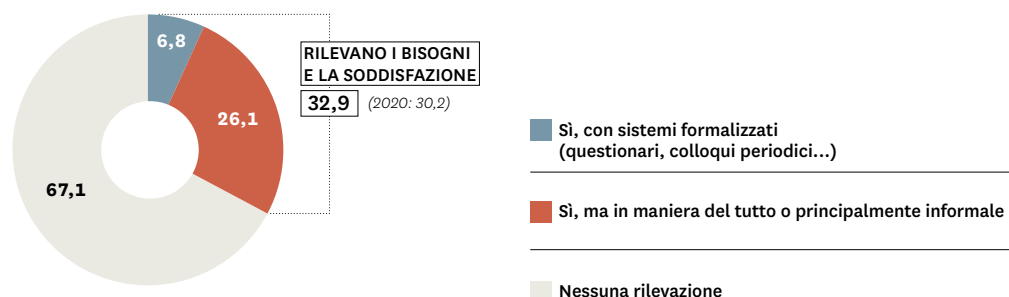 6,8
RILEVANO I BISOGNI
E LA SODDISFAZIONE
32,9 (2020: 30,2)
26,1
67,1
Sì, con sistemi formalizzati
(questionari, colloqui periodici...)
Sì, ma in maniera del tutto o principalmente informale
Nessuna rilevazione